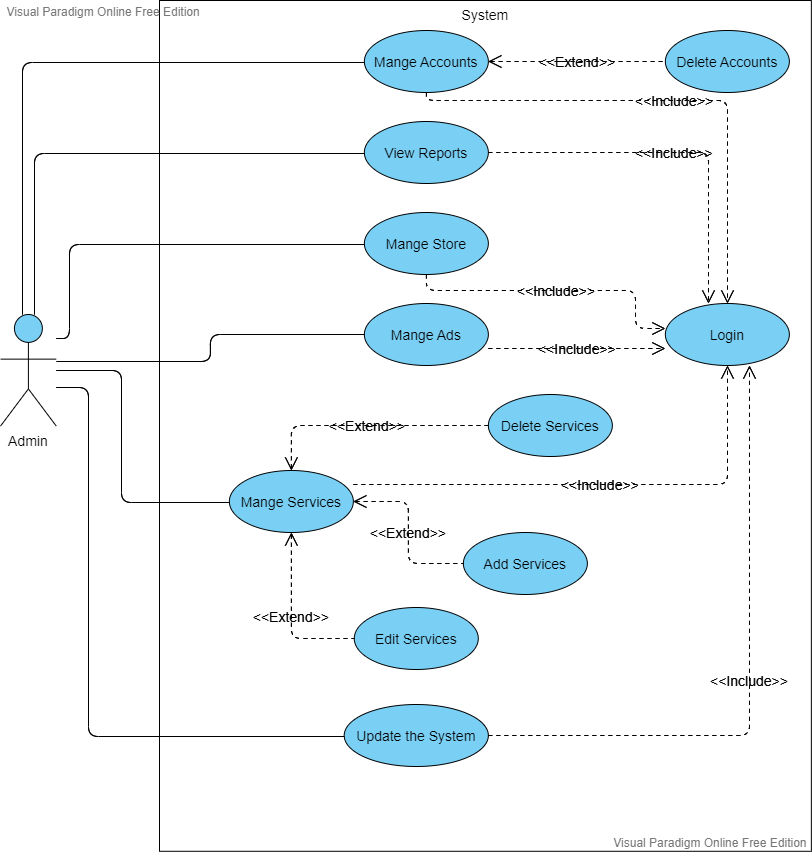 Visual Paradigm Online Free Edition
System
Mange Accounts
<<Extend>>
Delete Accounts
<<Include>>
View Reports
<<Include>>
Mange Store
<<Include>>
Mange Ads
<<Include>>
Login
Admin
Delete Services
<<Extend>>
Mange Services
<<Include>>
<<Extend>>
Add Services
<<Extend>>
Edit Services
<<Include>>
Update the System
Visual Paradigm Online Free Edition